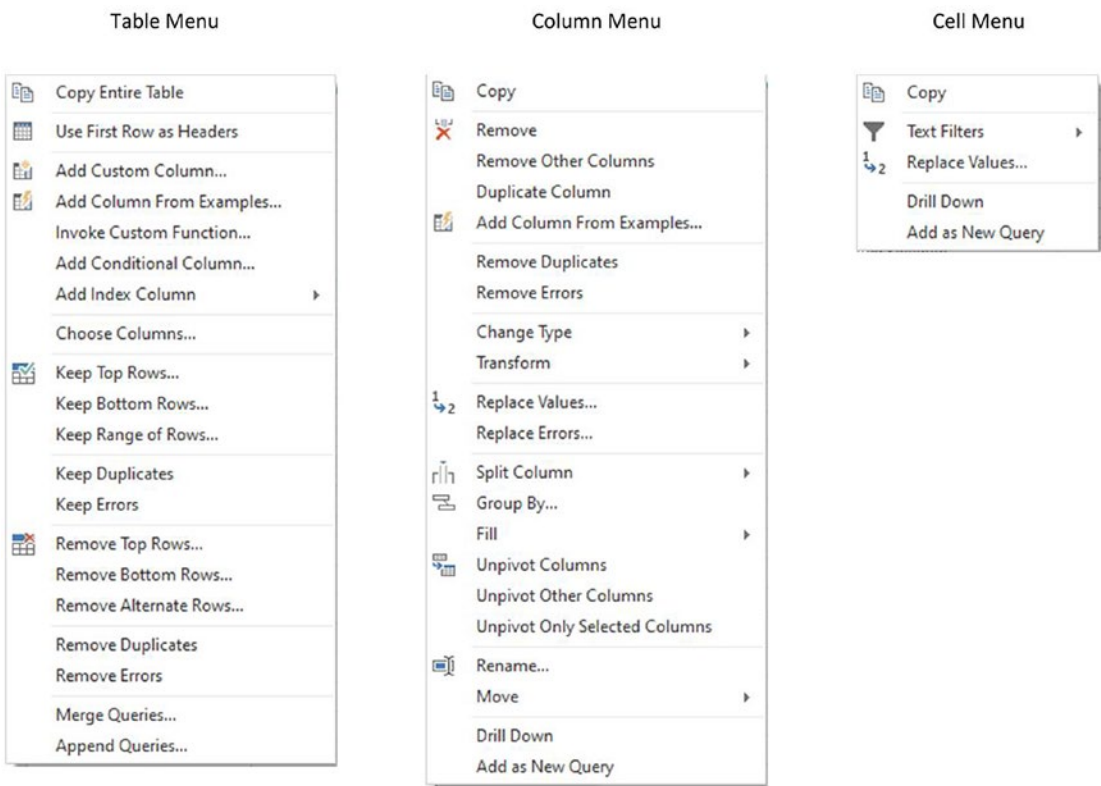 Table Menu
Copy Entire Table
Use First Row as Headers
Add Custom Column...
Add Column From Examples...
Invoke Custom Function...
Add Conditional Column...
Add Index Column
Choose Columns...
Keep Top Rows...
Keep Bottom Rows...
Keep Range of Rows...
Keep Duplicates
Keep Errors
Remove Top Rows...
Remove Bottom Rows...
Remove Alternate Rows...
Remove Duplicates
Remove Errors
Merge Queries...
Append Queries...
Column Menu
Copy
Remove
Remove Other Columns
Duplicate Column
Add Column From Examples...
Remove Duplicates
Remove Errors
Change Type
Transform
1
2
Replace Values...
Replace Errors...
Split Column
Group By...
Fill
Unpivot Columns
Unpivot Other Columns
Unpivot Only Selected Columns
Rename...
Move
Drill Down
Add as New Query
Cell Menu
Copy
Text Filters
1
2
Replace Values...
Drill Down
Add as New Query